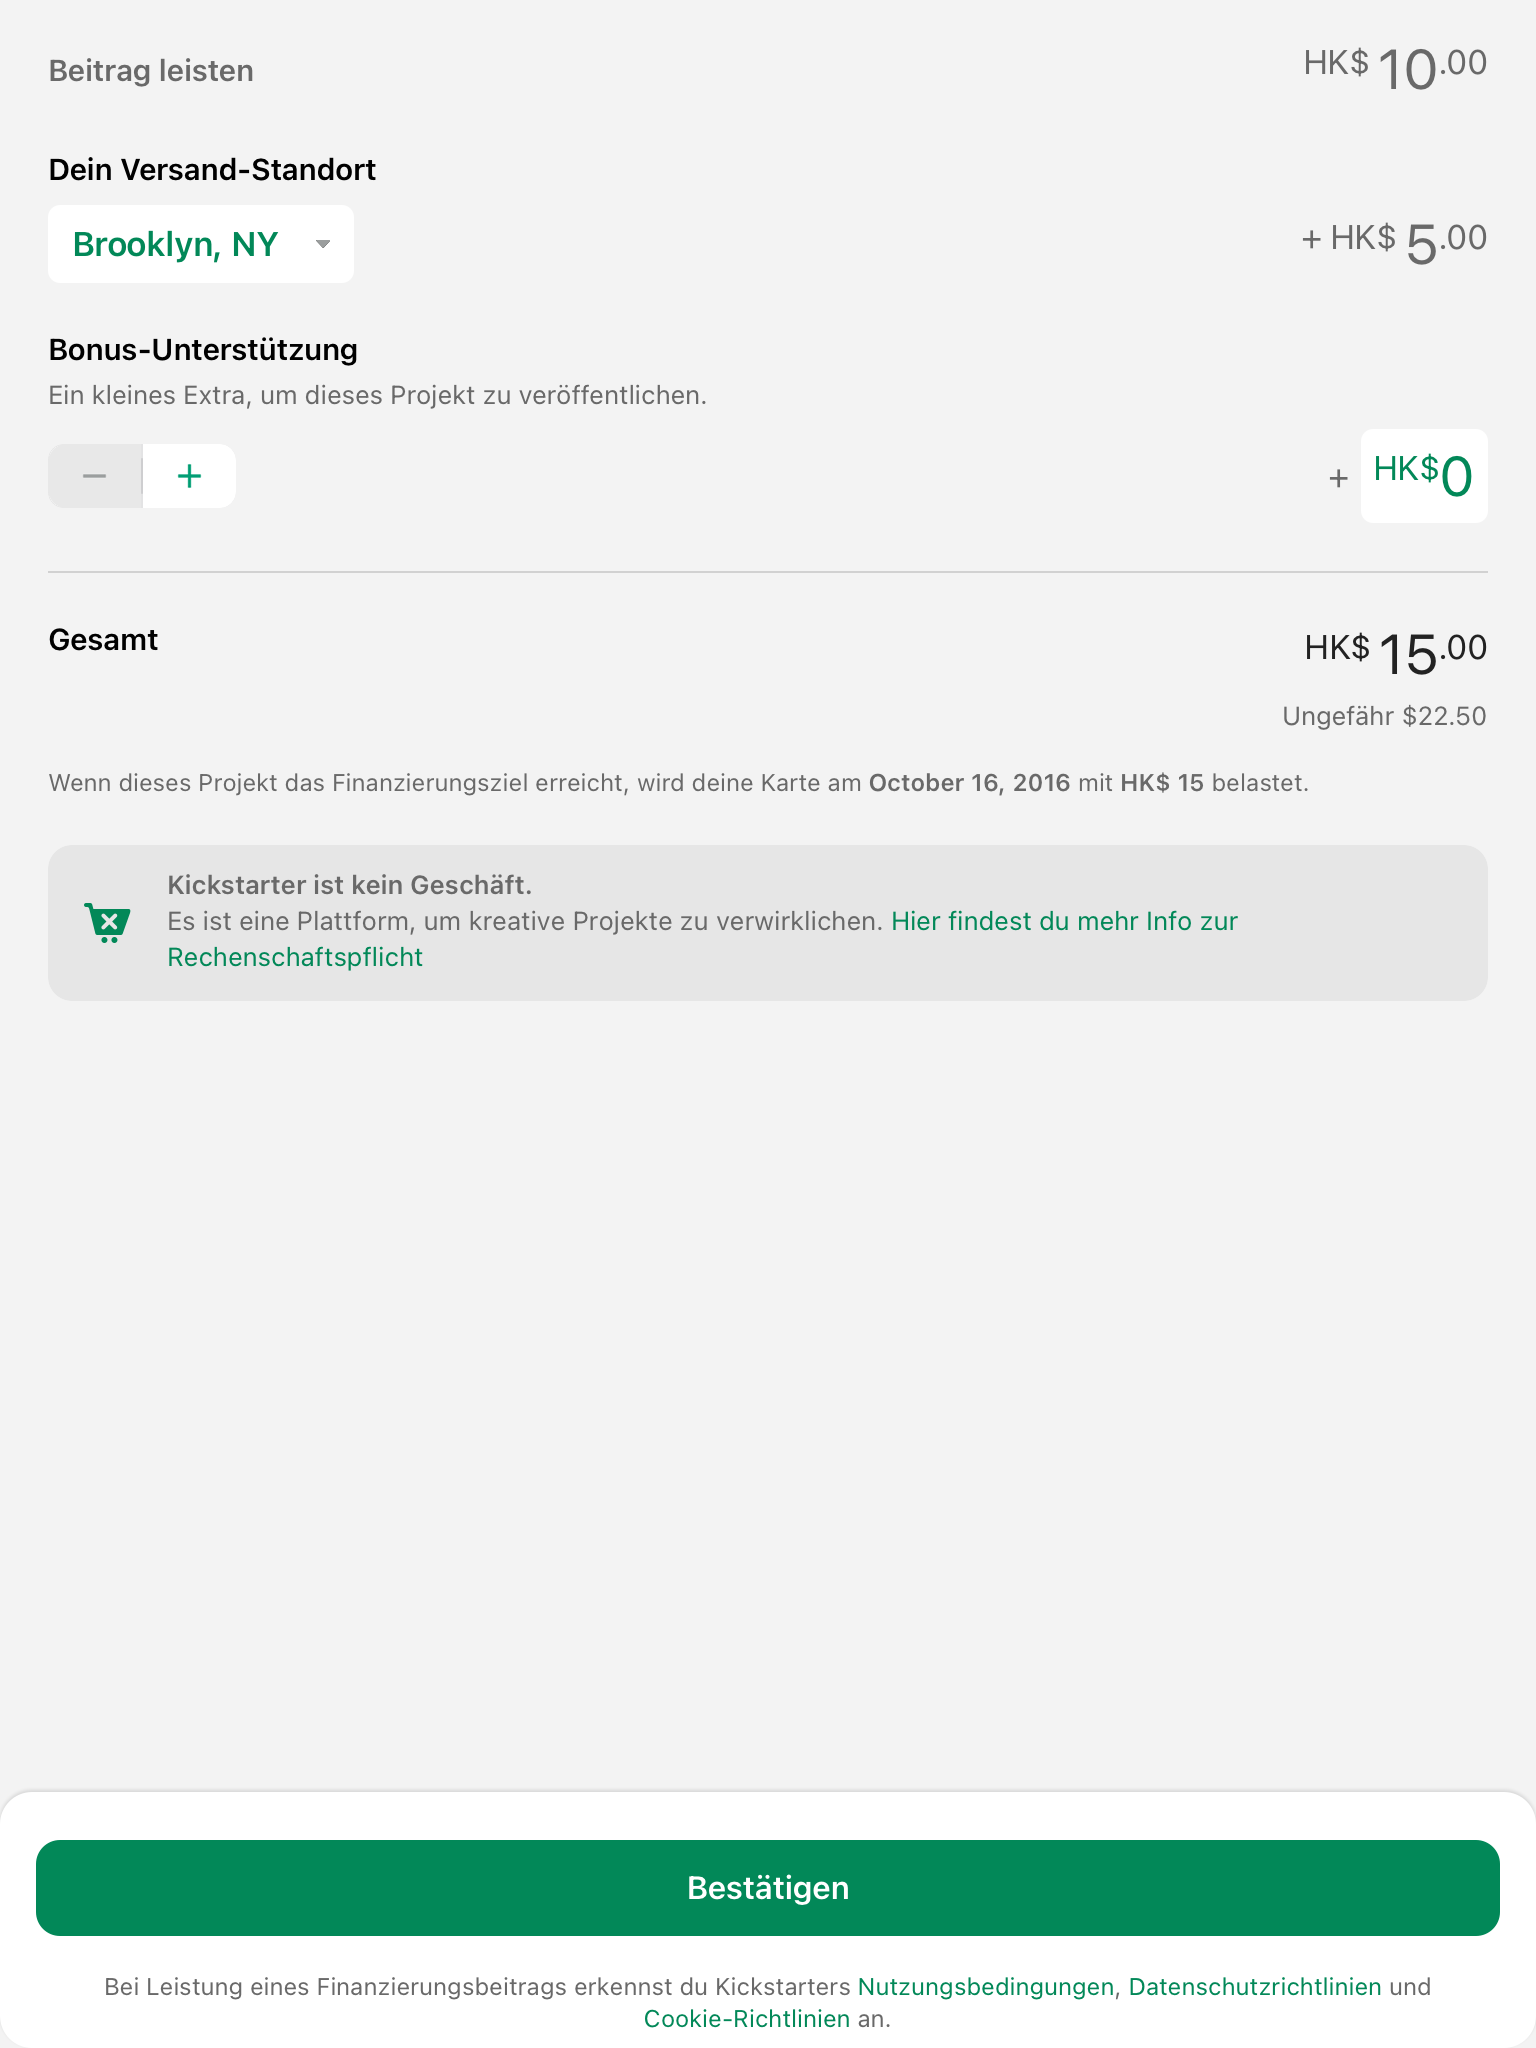 Beitrag leisten HK$ 10.00
Dein Versand-Standort
Brooklyn, NY + HK$ 5.00
Bonus-Unterstützung
Ein kleines Extra, um dieses Projekt zu veröffentlichen.
− + + HK$0
Gesamt HK$ 15.00
Ungefähr $22.50
Wenn dieses Projekt das Finanzierungsziel erreicht, wird deine Karte am October 16, 2016 mit HK$ 15 belastet.
Kickstarter ist kein Geschäft.
Es ist eine Plattform, um kreative Projekte zu verwirklichen. Hier findest du mehr Info zur
Rechenschaftspflicht
Bestätigen
Bei Leistung eines Finanzierungsbeitrags erkennst du Kickstarters Nutzungsbedingungen, Datenschutzrichtlinien und
Cookie-Richtlinien an.